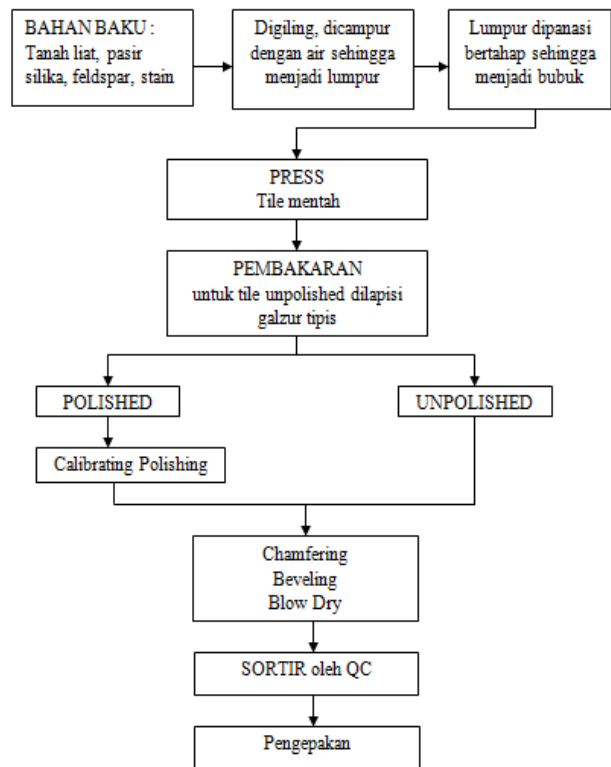 BAHAN BAKU :
Tanah liat, pasir
silika, feldspar, stain
Digiling, dicampur
dengan air sehingga
menjadi lumpur
Lumpur dipanasi
bertahap sehingga
menjadi bubuk
PRESS
Tile mentah
PEMBAKARAN
untuk tile unpolished dilapisi
galzur tipis
POLISHED
UNPOLISHED
Calibrating Polishing
Chamfering
Beveling
Blow Dry
SORTIR oleh QC
Pengepakan